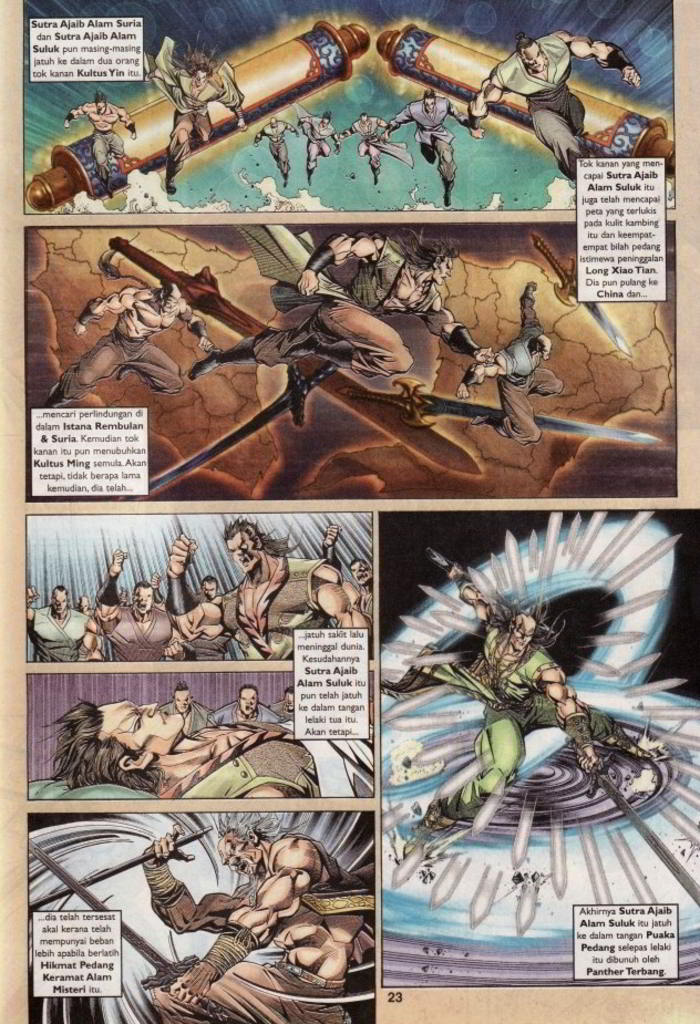 Sutra Ajaib Alam Suria
dan Sutra Ajaib Alam
Suluk pun masing-masing
jatuh ke dalam dua orang
tok kanan Kultus Yin itu.
Tok kanan yang men-
capai Sutra Ajaib
Alam Suluk itu
juga telah mencapai
peta yang terlukis
pada kulit kambing
itu dan keempat-
empat bilah pedang
istimewa peninggalan
Long Xiao Tian.
Dia pun pulang ke
China dan...
...mencari perlindungan di
dalam Istana Rembulan
& Suria. Kemudian tok
kanan itu pun menubuhkan
Kultus Ming semula. Akan
tetapi, tidak berapa lama
kemudian, dia telah...
...jatuh sakit lalu
meninggal dunia.
Kesudahannya
Sutra Ajaib
Alam Suluk itu
pun telah jatuh
ke dalam tangan
lelaki tua itu.
Akan tetapi...
...dia telah tersesat
akal kerana telah
mempunyai beban
lebih apabila berlatih
Hikmat Pedang
Keramat Alam
Misteri itu.
Akhirnya Sutra Ajaib
Alam Suluk itu jatuh
ke dalam tangan Puaka
Pedang selepas lelaki
itu dibunuh oleh
Panther Terbang.
23